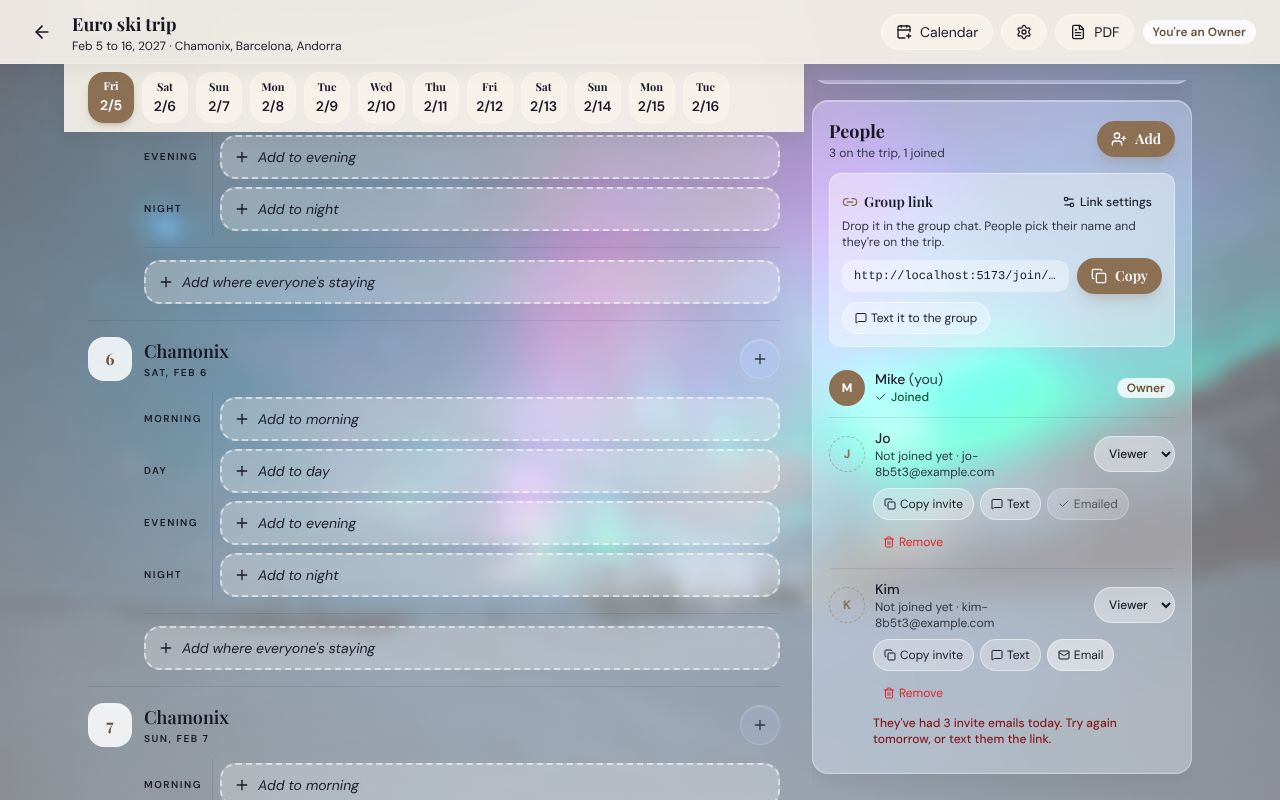 Euro ski trip
Feb 5 to 16, 2027 · Chamonix, Barcelona, Andorra
Calendar
PDF
You're an Owner
Fri 2/5
Sat 2/6
Sun 2/7
Mon 2/8
Tue 2/9
Wed 2/10
Thu 2/11
Fri 2/12
Sat 2/13
Sun 2/14
Mon 2/15
Tue 2/16
EVENING
Add to evening
NIGHT
Add to night
Add where everyone's staying
6
Chamonix
SAT, FEB 6
MORNING
Add to morning
DAY
Add to day
EVENING
Add to evening
NIGHT
Add to night
Add where everyone's staying
7
Chamonix
SUN, FEB 7
MORNING
Add to morning
People
3 on the trip, 1 joined
Add
Group link
Link settings
Drop it in the group chat. People pick their name and
they're on the trip.
http://localhost:5173/join/…
Copy
Text it to the group
M
Mike (you)
Joined
Owner
J
Jo
Not joined yet · jo-
8b5t3@example.com
Viewer
Copy invite
Text
Emailed
Remove
K
Kim
Not joined yet · kim-
8b5t3@example.com
Viewer
Copy invite
Text
Email
Remove
They've had 3 invite emails today. Try again
tomorrow, or text them the link.